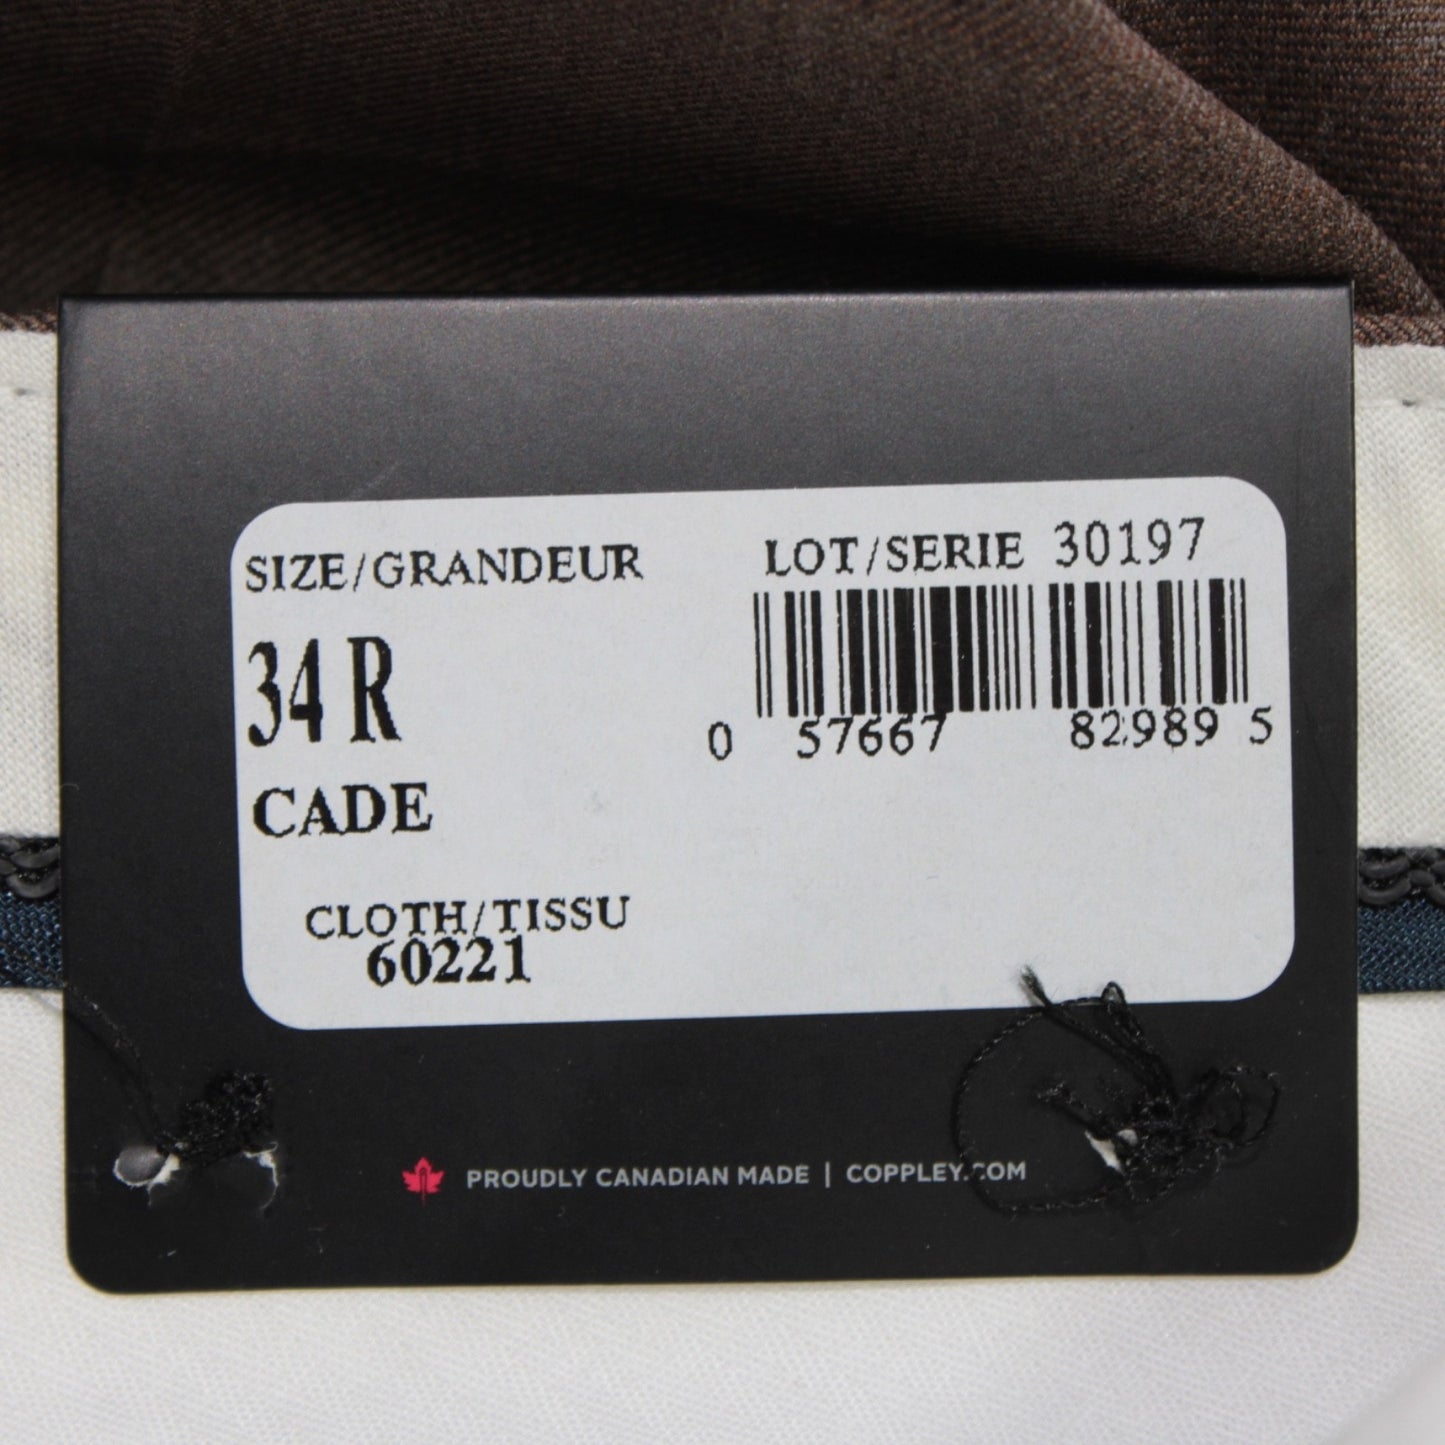 SIZE/GRANDEUR
34 R
CADE
CLOTH/TISSU
60221
LOT/SERIE 30197
0 57667 82989 5
PROUDLY CANADIAN MADE | COPPLEY.COM